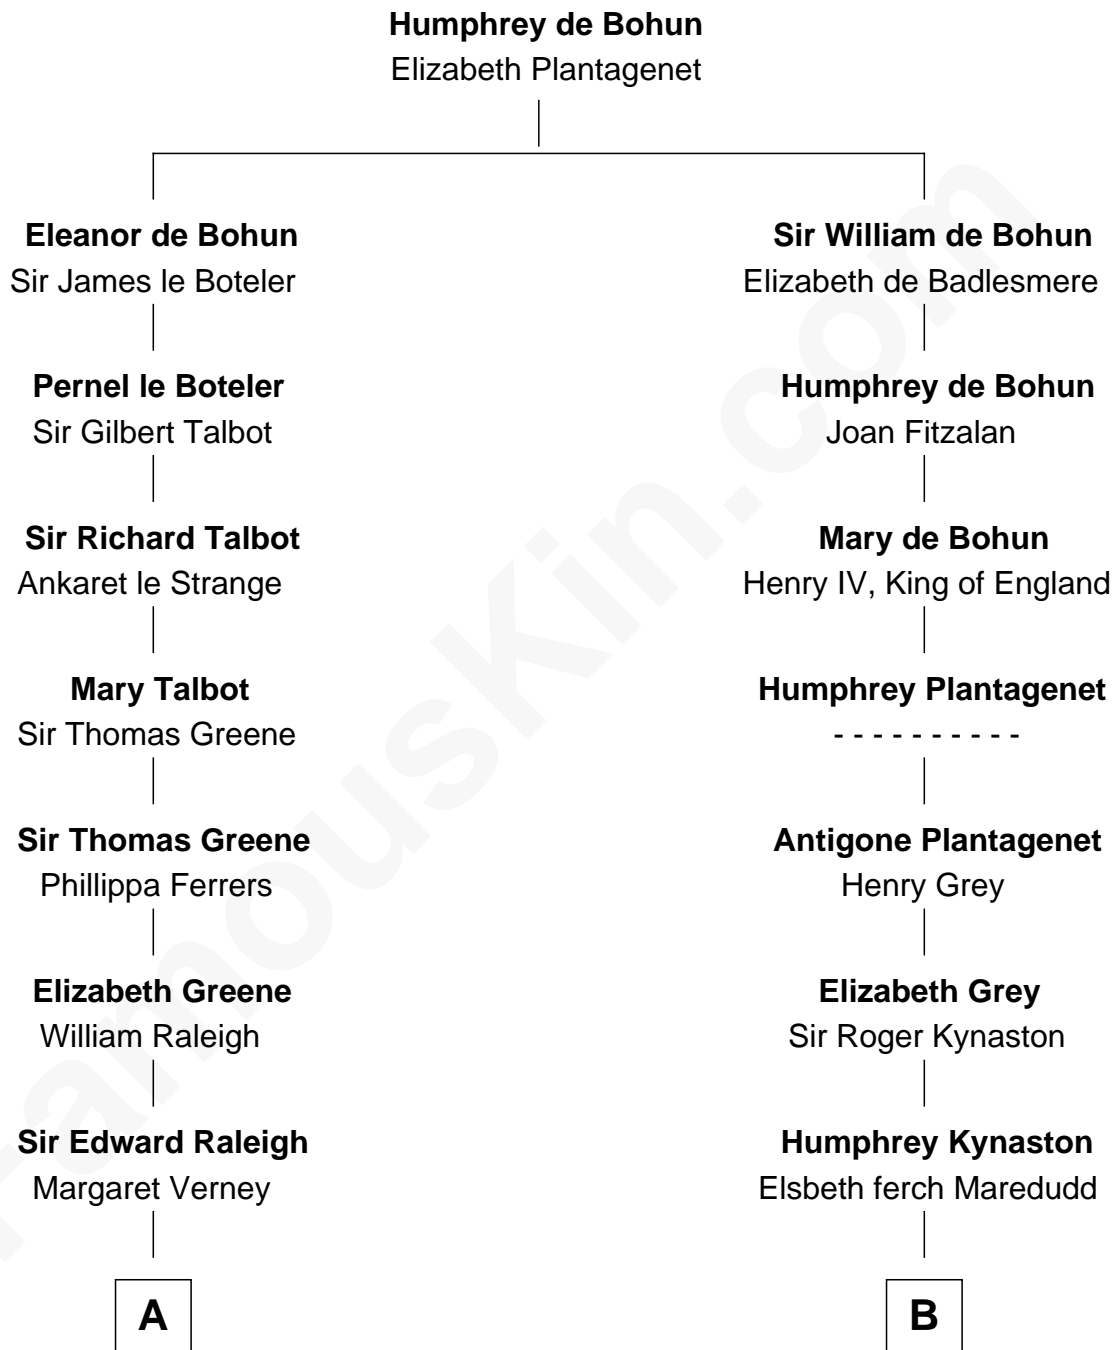 Humphrey de Bohun
Elizabeth Plantagenet
Eleanor de Bohun
Sir James le Boteler
Sir William de Bohun
Elizabeth de Badlesmere
Pernel le Boteler
Sir Gilbert Talbot
Humphrey de Bohun
Joan Fitzalan
Sir Richard Talbot
Ankaret le Strange
Mary de Bohun
Henry IV, King of England
Mary Talbot
Sir Thomas Greene
Humphrey Plantagenet
- - - - - - - - - -
Sir Thomas Greene
Phillippa Ferrers
Antigone Plantagenet
Henry Grey
Elizabeth Greene
William Raleigh
Elizabeth Grey
Sir Roger Kynaston
Sir Edward Raleigh
Margaret Verney
Humphrey Kynaston
Elsbeth ferch Maredudd
A
B
FamousKin.com